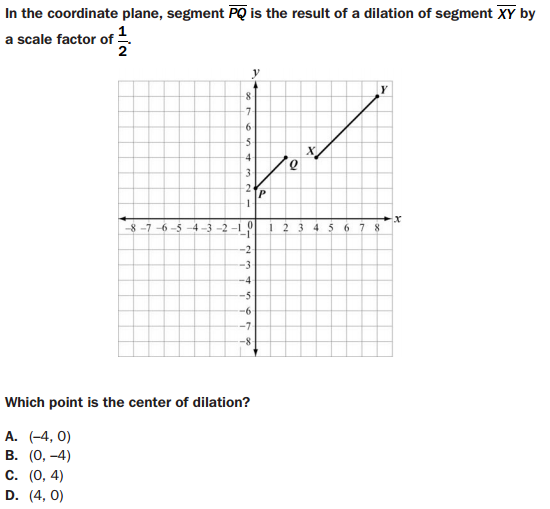 In the coordinate plane, segment PQ is the result of a dilation of segment XY by
a scale factor of 1/2.
y
8
Y
7
6
5
X
4
Q
3
2
P
1
x
-8 -7 -6 -5 -4 -3 -2 -1 0 1 2 3 4 5 6 7 8
-1
-2
-3
-4
-5
-6
-7
-8
Which point is the center of dilation?
A. (–4, 0)
B. (0, –4)
C. (0, 4)
D. (4, 0)